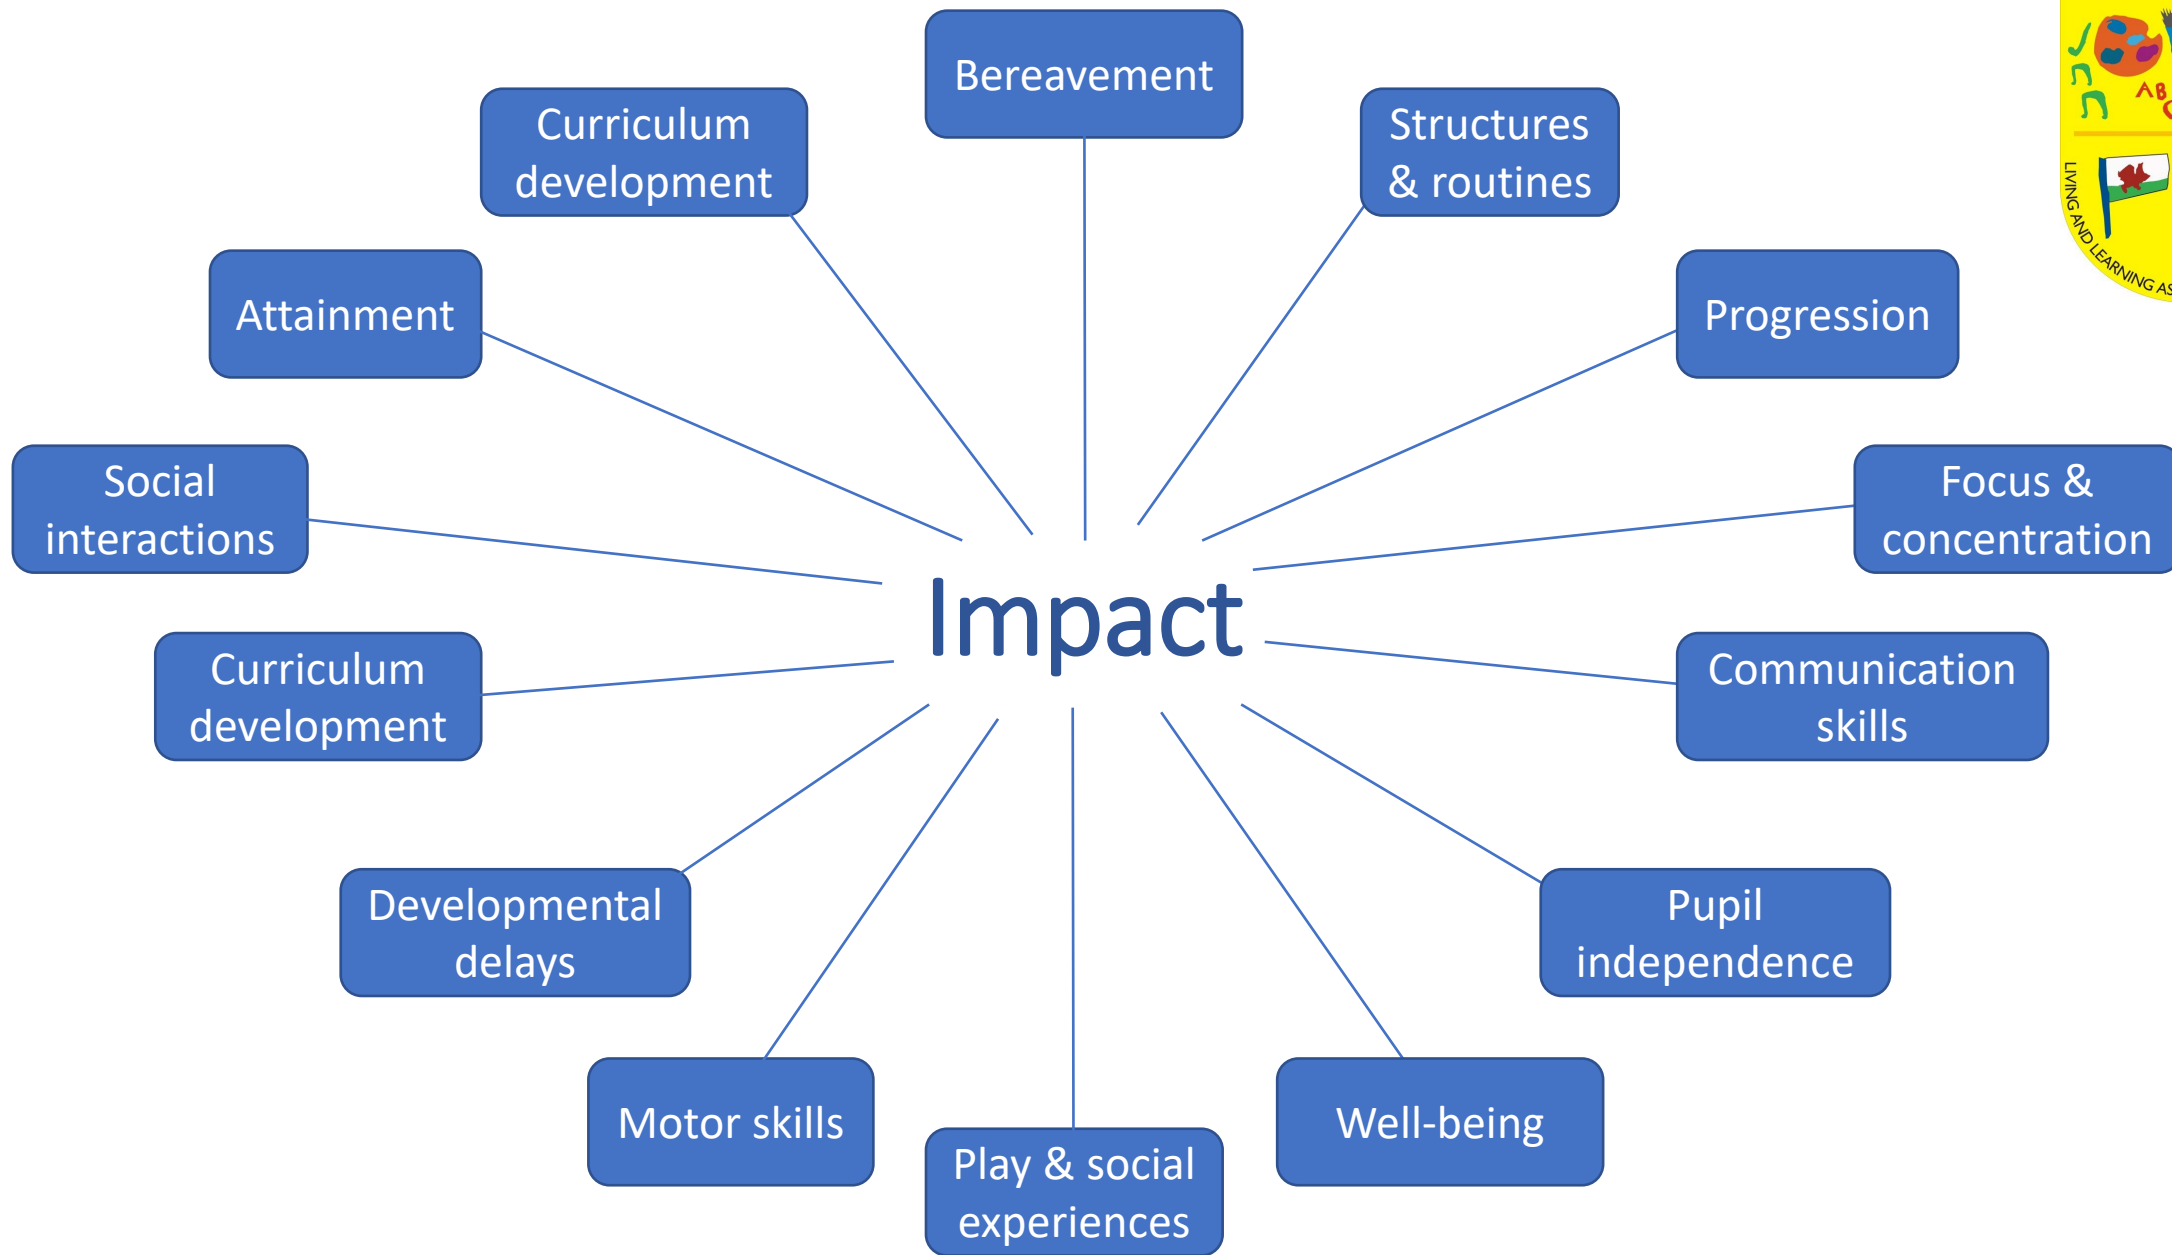 Bereavement
Curriculum
development
Structures
& routines
Attainment
Progression
Social
interactions
Focus &
concentration
Impact
Curriculum
development
Communication
skills
Developmental
delays
Pupil
independence
Motor skills
Well-being
Play & social
experiences
AB
LIVING AND LEARNING AS